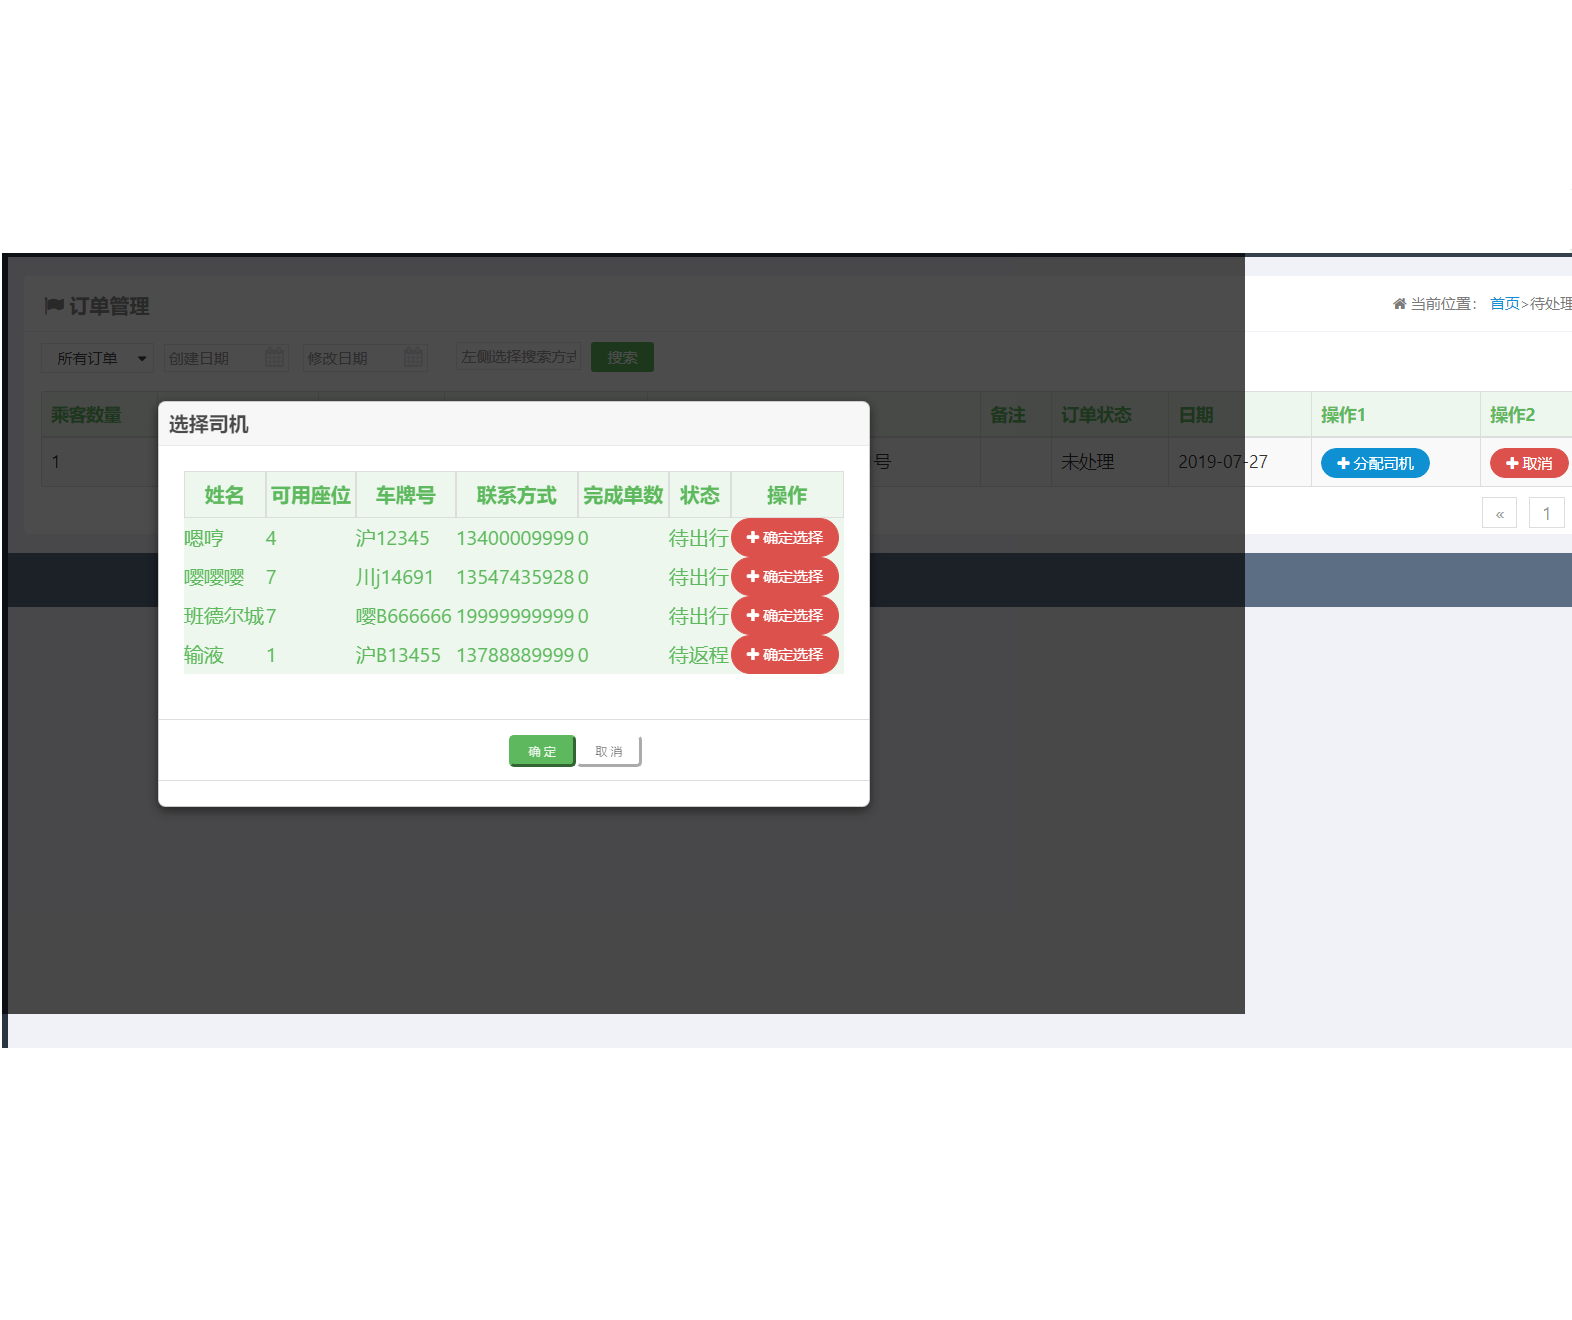 订单管理
当前位置： 首页>待处理
所有订单 创建日期 修改日期 左侧选择搜索方式 搜索
乘客数量 备注 订单状态 日期 操作1 操作2
1 号 未处理 2019-07-27 分配司机 取消
« 1
选择司机
姓名 可用座位 车牌号 联系方式 完成单数 状态 操作
嗯哼 4 沪12345 13400009999 0 待出行 确定选择
嘤嘤嘤 7 川j14691 13547435928 0 待出行 确定选择
班德尔城 7 嘤B666666 19999999999 0 待出行 确定选择
输液 1 沪B13455 13788889999 0 待返程 确定选择
确定 取消